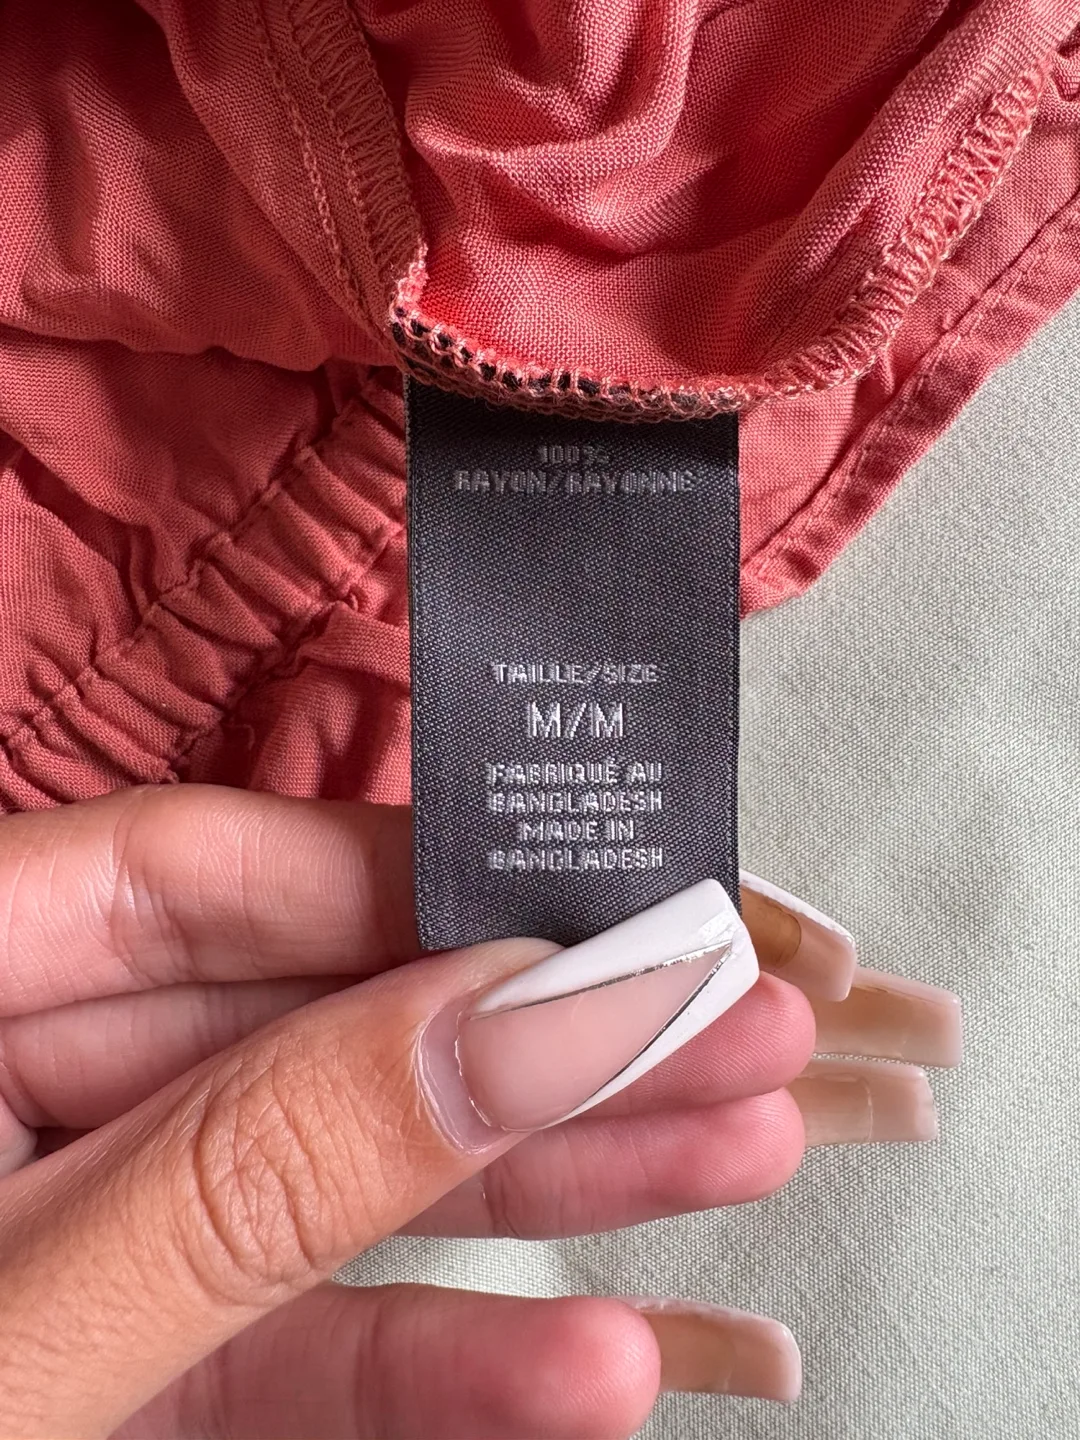 100%
RAYON/RAYONNE
TAILLE/SIZE
M/M
FABRIQUÉ AU
BANGLADESH
MADE IN
BANGLADESH